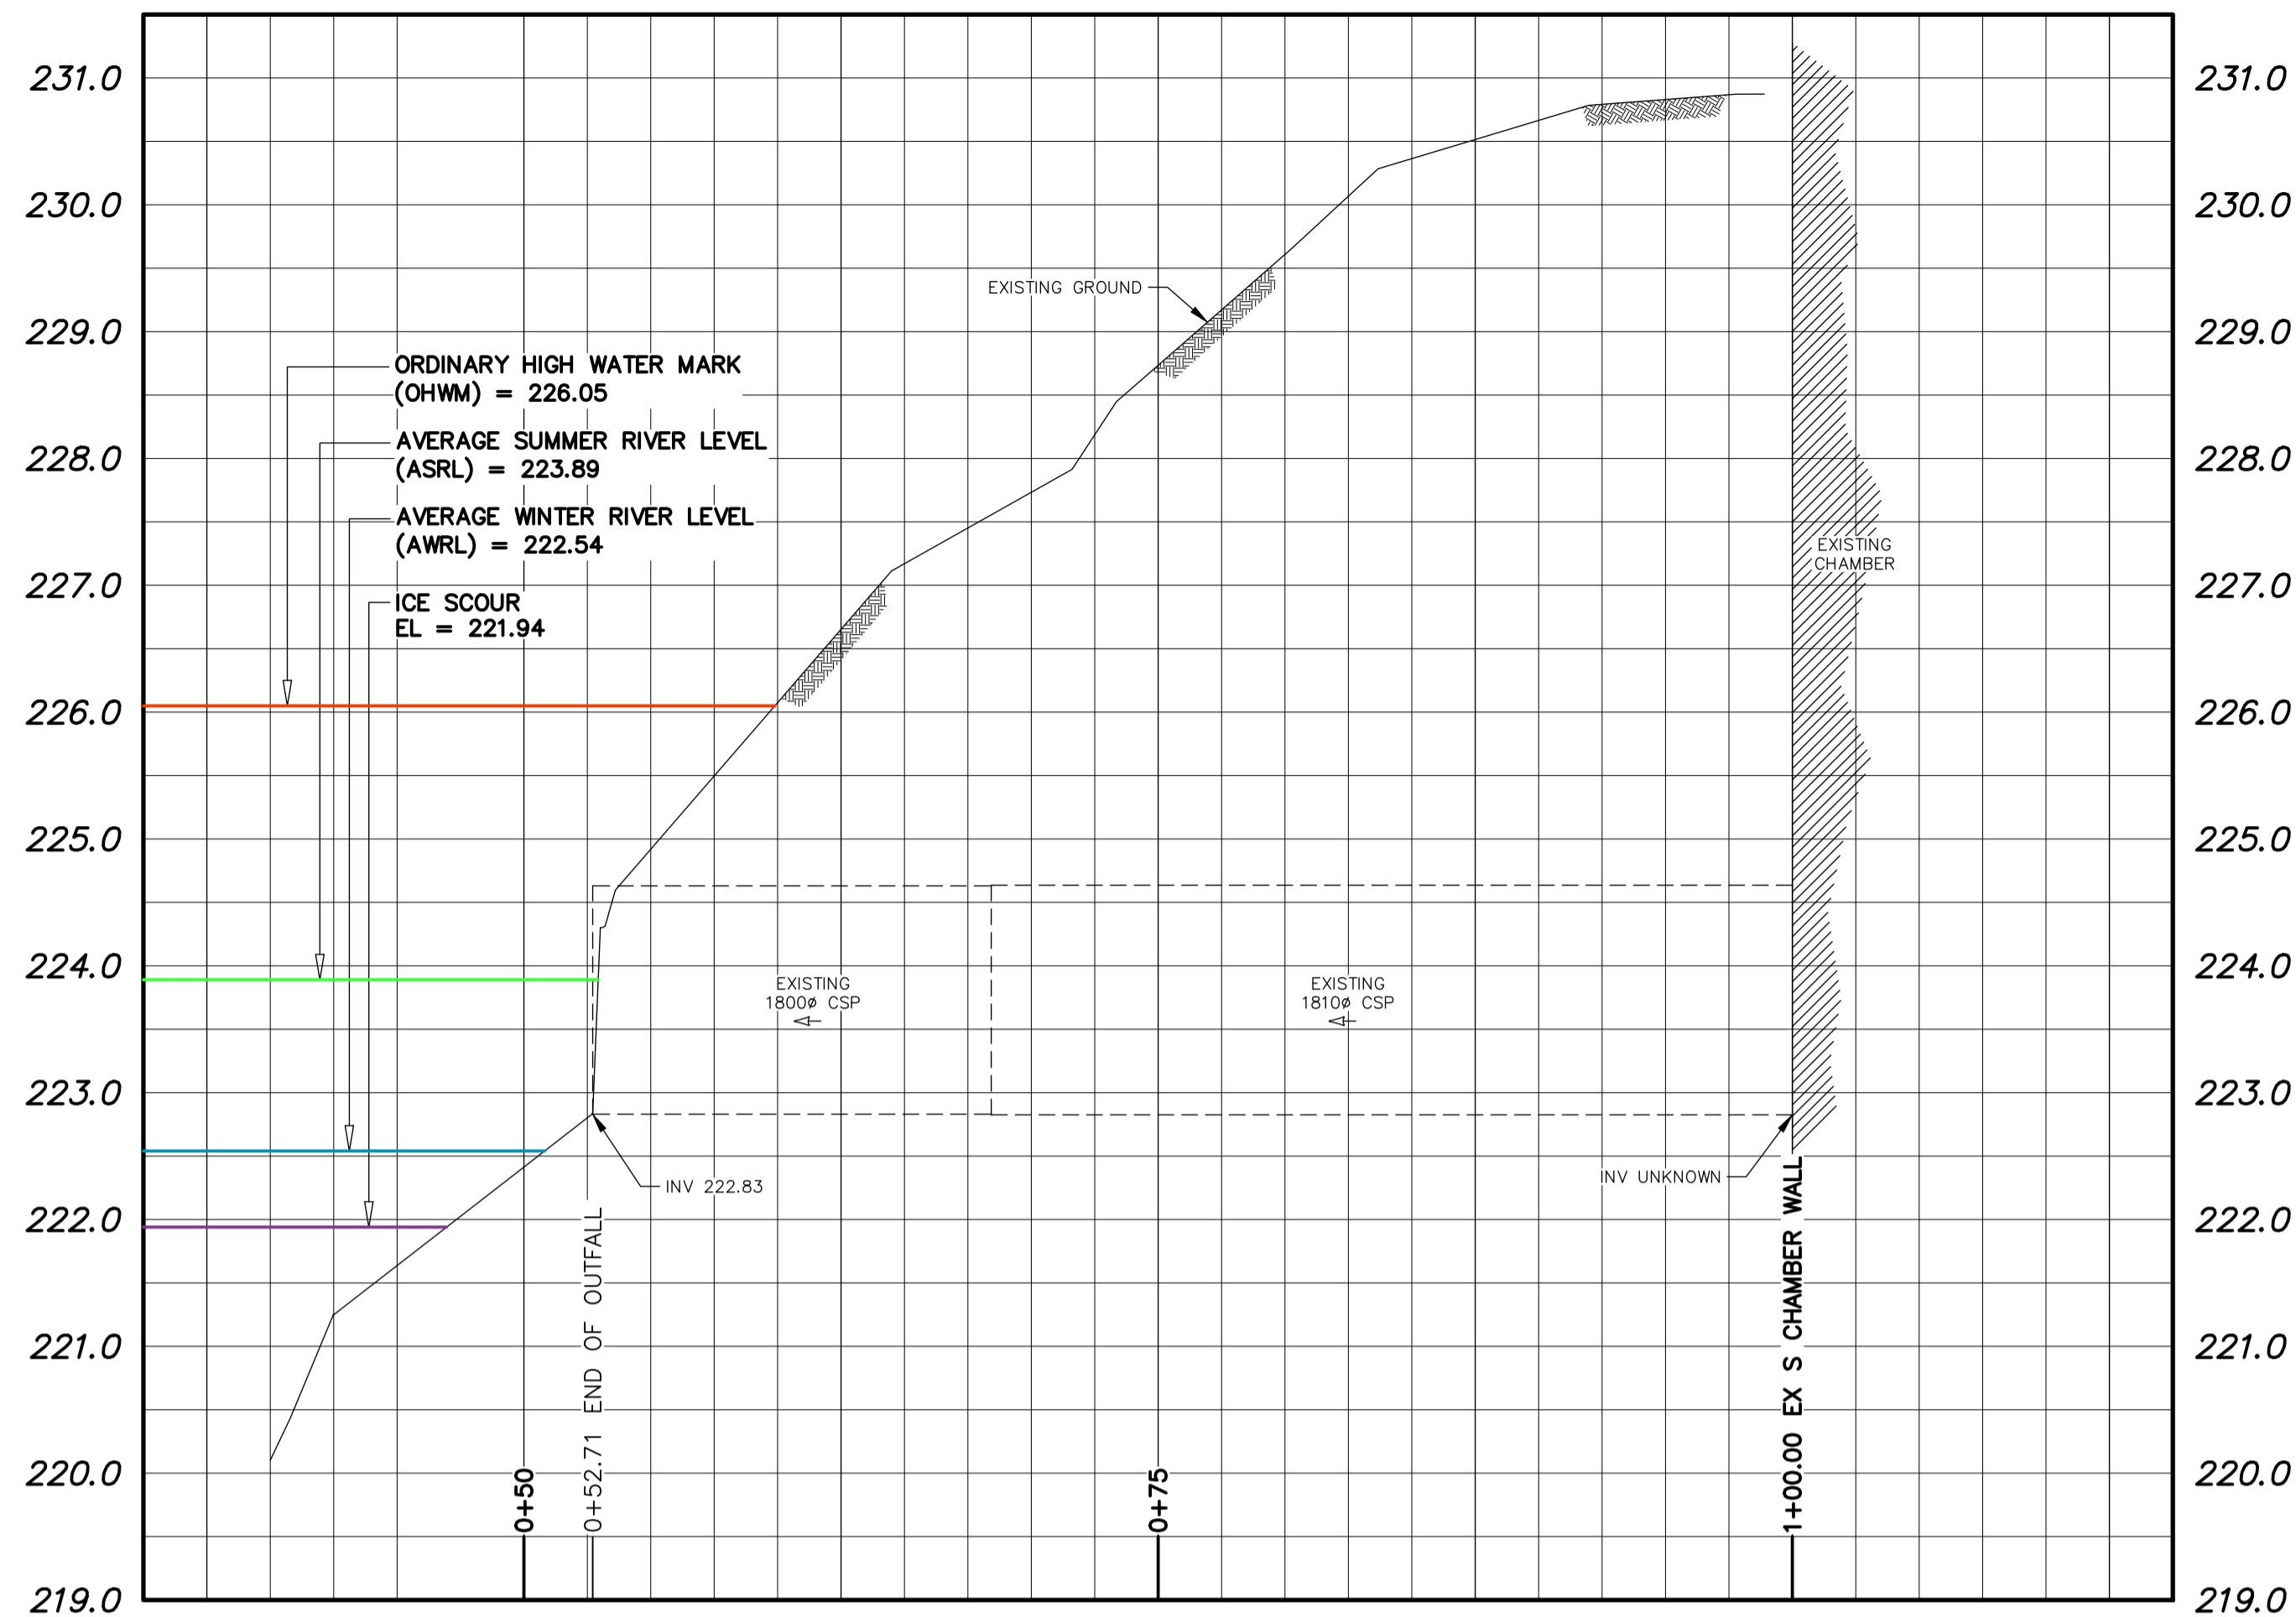 231.0
231.0
230.0
230.0
EXISTING GROUND
229.0
229.0
ORDINARY HIGH WATER MARK
(OHWM) = 226.05
AVERAGE SUMMER RIVER LEVEL
(ASRL) = 223.89
228.0
228.0
AVERAGE WINTER RIVER LEVEL
(AWRL) = 222.54
EXISTING
CHAMBER
227.0
227.0
ICE SCOUR
EL = 221.94
226.0
226.0
225.0
225.0
224.0
224.0
EXISTING
1800ø CSP
EXISTING
1810ø CSP
223.0
223.0
INV 222.83
INV UNKNOWN
222.0
222.0
221.0
221.0
220.0
220.0
0+50
0+52.71 END OF OUTFALL
0+75
1+00.00 EX S CHAMBER WALL
219.0
219.0